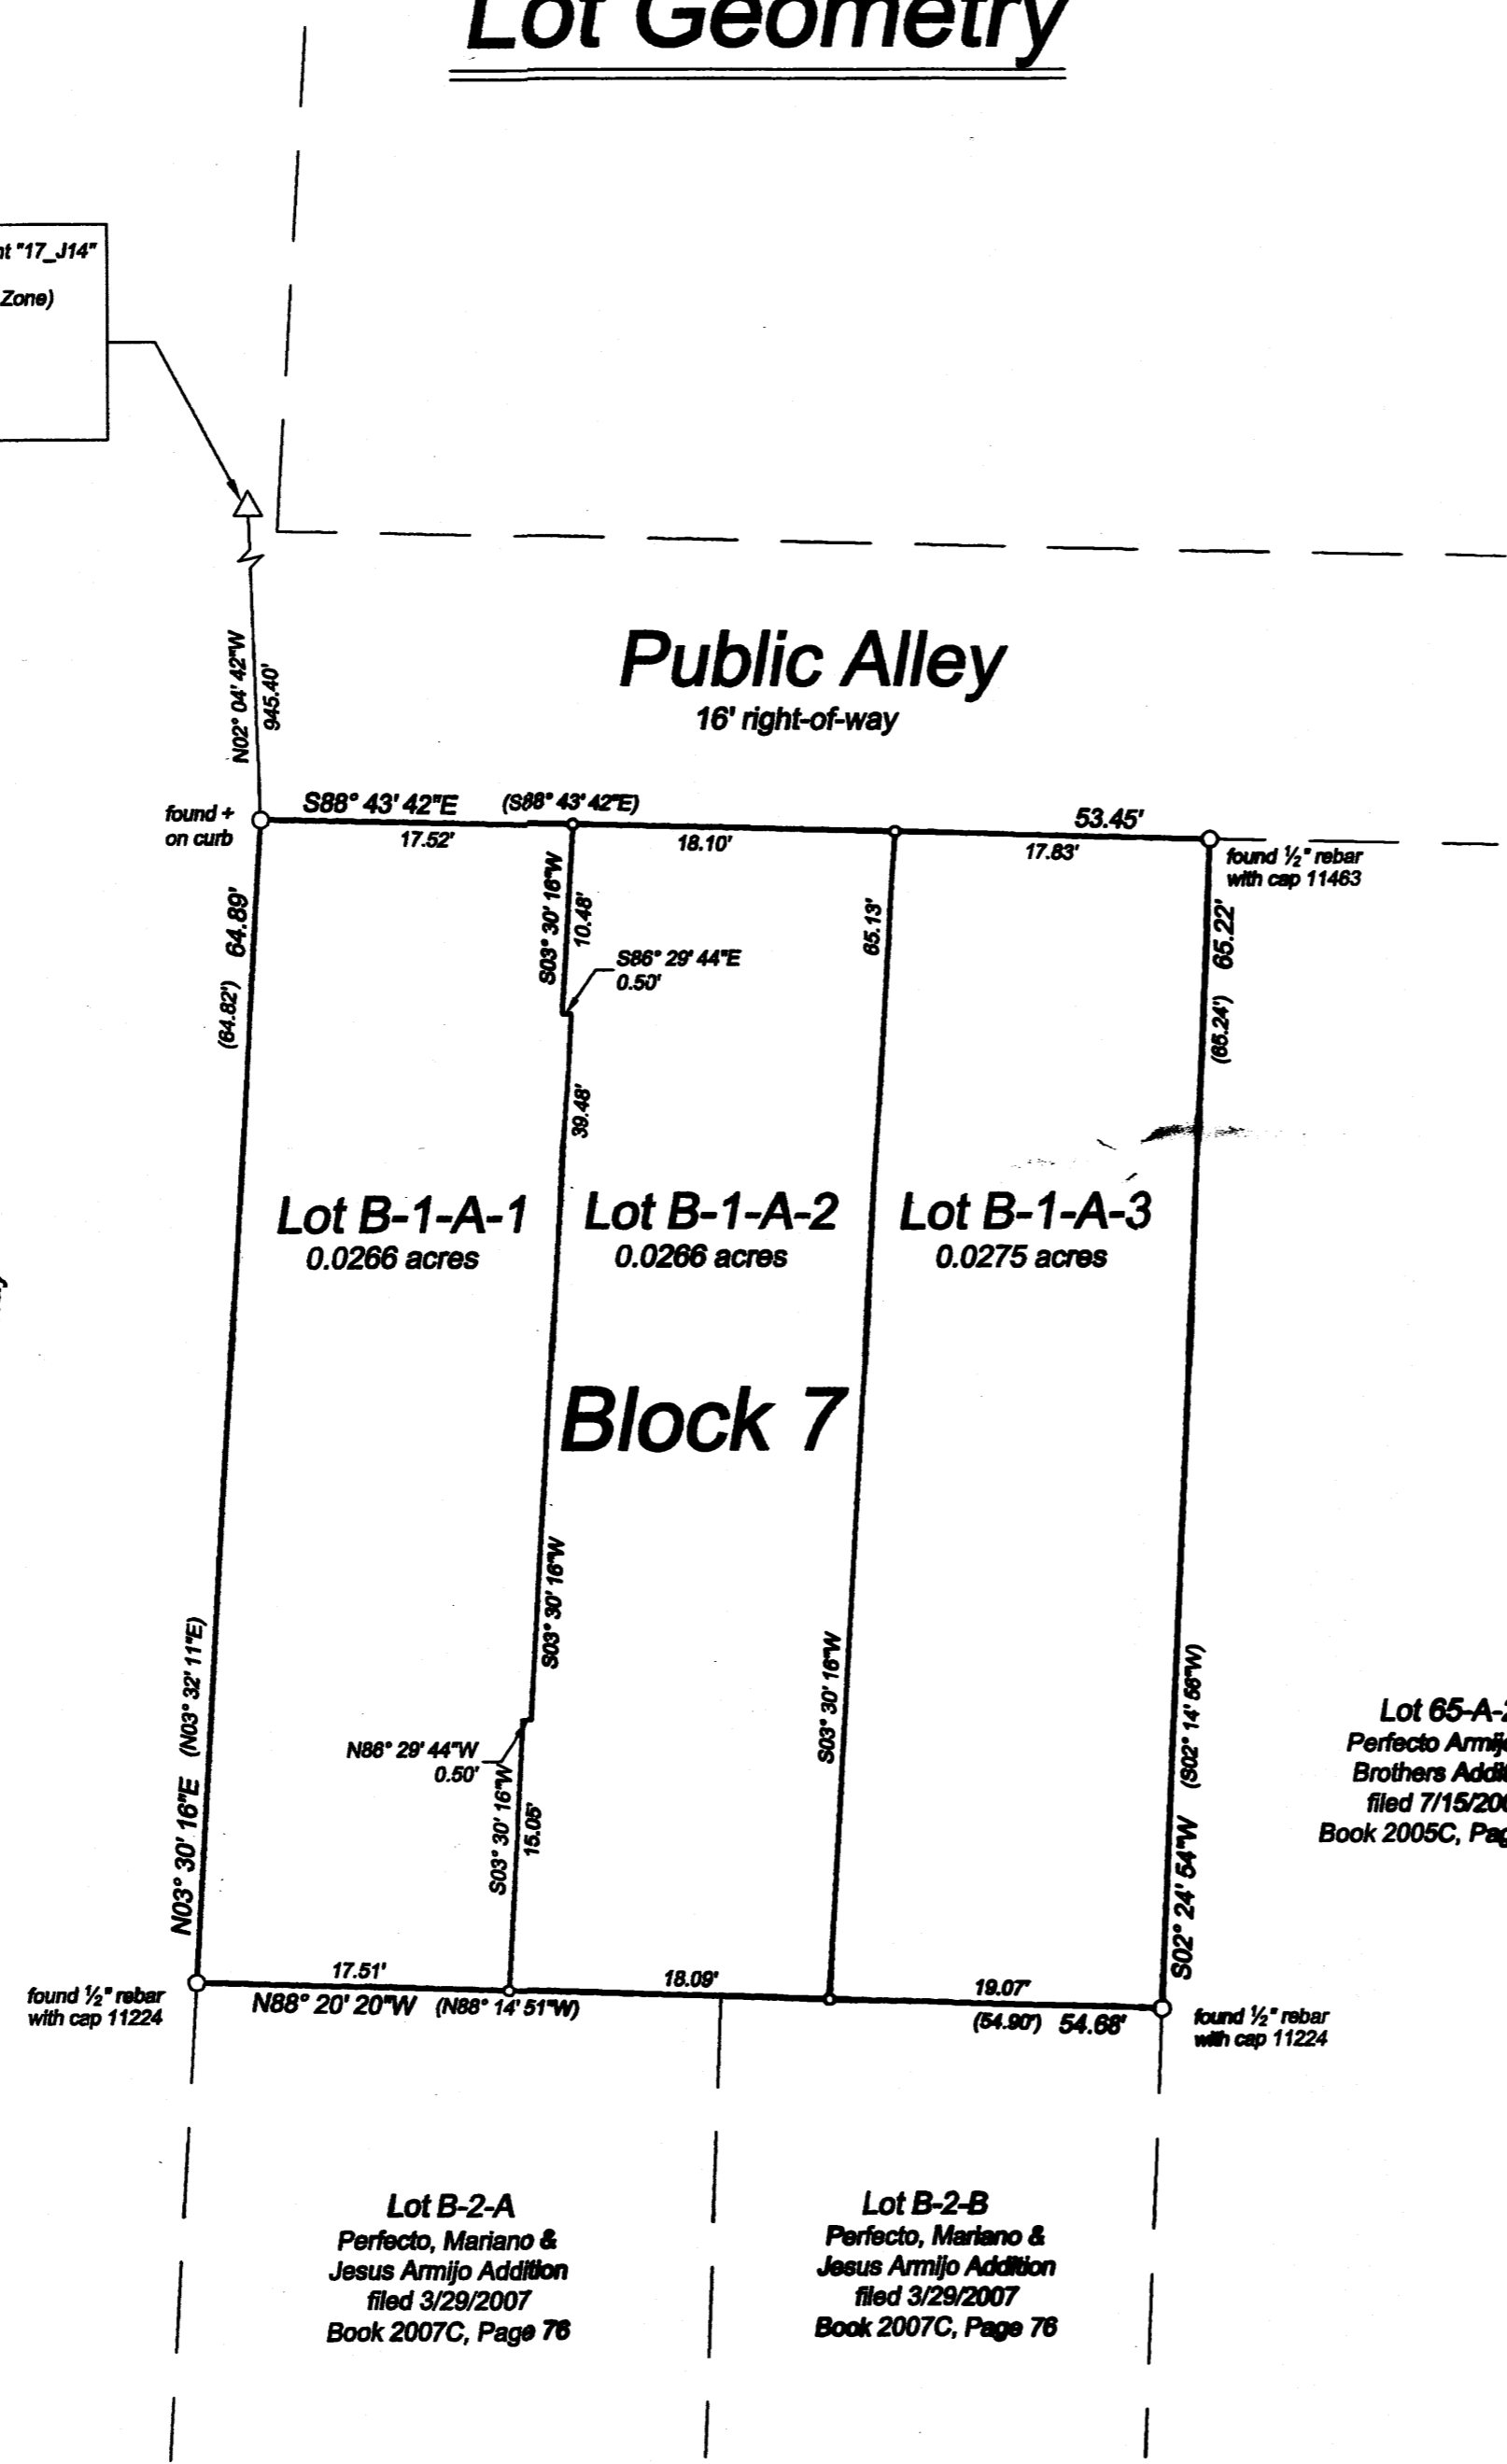 Lot Geometry
"17_J14"
Zone)
N02° 04' 42"W
945.40'
Public Alley
16' right-of-way
found +
on curb
S88° 43' 42"E (S88° 43' 42"E)
53.45'
17.52'
18.10'
17.83'
found ½" rebar
with cap 11463
64.89'
(64.82')
S03° 30' 16"W
10.48'
S86° 29' 44"E
0.50'
65.13'
65.22'
(65.24')
39.48'
Lot B-1-A-1
0.0266 acres
Lot B-1-A-2
0.0266 acres
Lot B-1-A-3
0.0275 acres
Block 7
N03° 30' 16"E (N03° 32' 11"E)
S03° 30' 16"W
N86° 29' 44"W
0.50'
S03° 30' 16"W
15.05'
S03° 30' 16"W
S02° 24' 54"W (S02° 14' 56"W)
Lot 65-A-2
Perfecto Armijo
Brothers
filed
Book 2005C,
found ½" rebar
with cap 11224
17.51'
N88° 20' 20"W (N88° 14' 51"W)
18.09'
19.07'
(54.90') 54.68'
found ½" rebar
with cap 11224
Lot B-2-A
Perfecto, Mariano &
Jesus Armijo Addition
filed 3/29/2007
Book 2007C, Page 76
Lot B-2-B
Perfecto, Mariano &
Jesus Armijo Addition
filed 3/29/2007
Book 2007C, Page 76